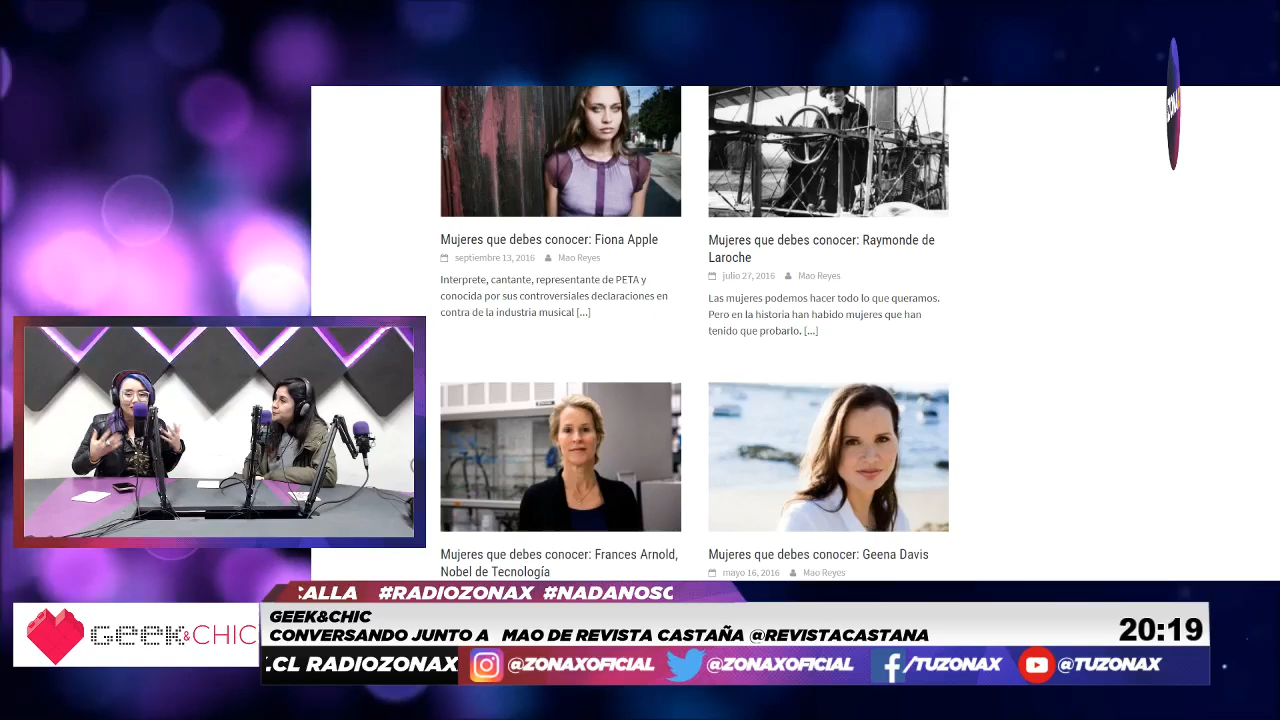 Mujeres que debes conocer: Fiona Apple
septiembre 13, 2016 Mao Reyes
Interprete, cantante, representante de PETA y
conocida por sus controversiales declaraciones en
contra de la industria musical [...]
Mujeres que debes conocer: Raymonde de
Laroche
julio 27, 2016 Mao Reyes
Las mujeres podemos hacer todo lo que queramos.
Pero en la historia han habido mujeres que han
tenido que probarlo. [...]
Mujeres que debes conocer: Frances Arnold,
Nobel de Tecnología
Mujeres que debes conocer: Geena Davis
mayo 16, 2016 Mao Reyes
CALLA #RADIOZONAX #NADANOSC
GEEK&CHIC
GEEK&CHIC
CONVERSANDO JUNTO A MAO DE REVISTA CASTAÑA @REVISTACASTANA
20:19
.CL RADIOZONAX
@ZONAXOFICIAL
@ZONAXOFICIAL
/TUZONAX
@TUZONAX